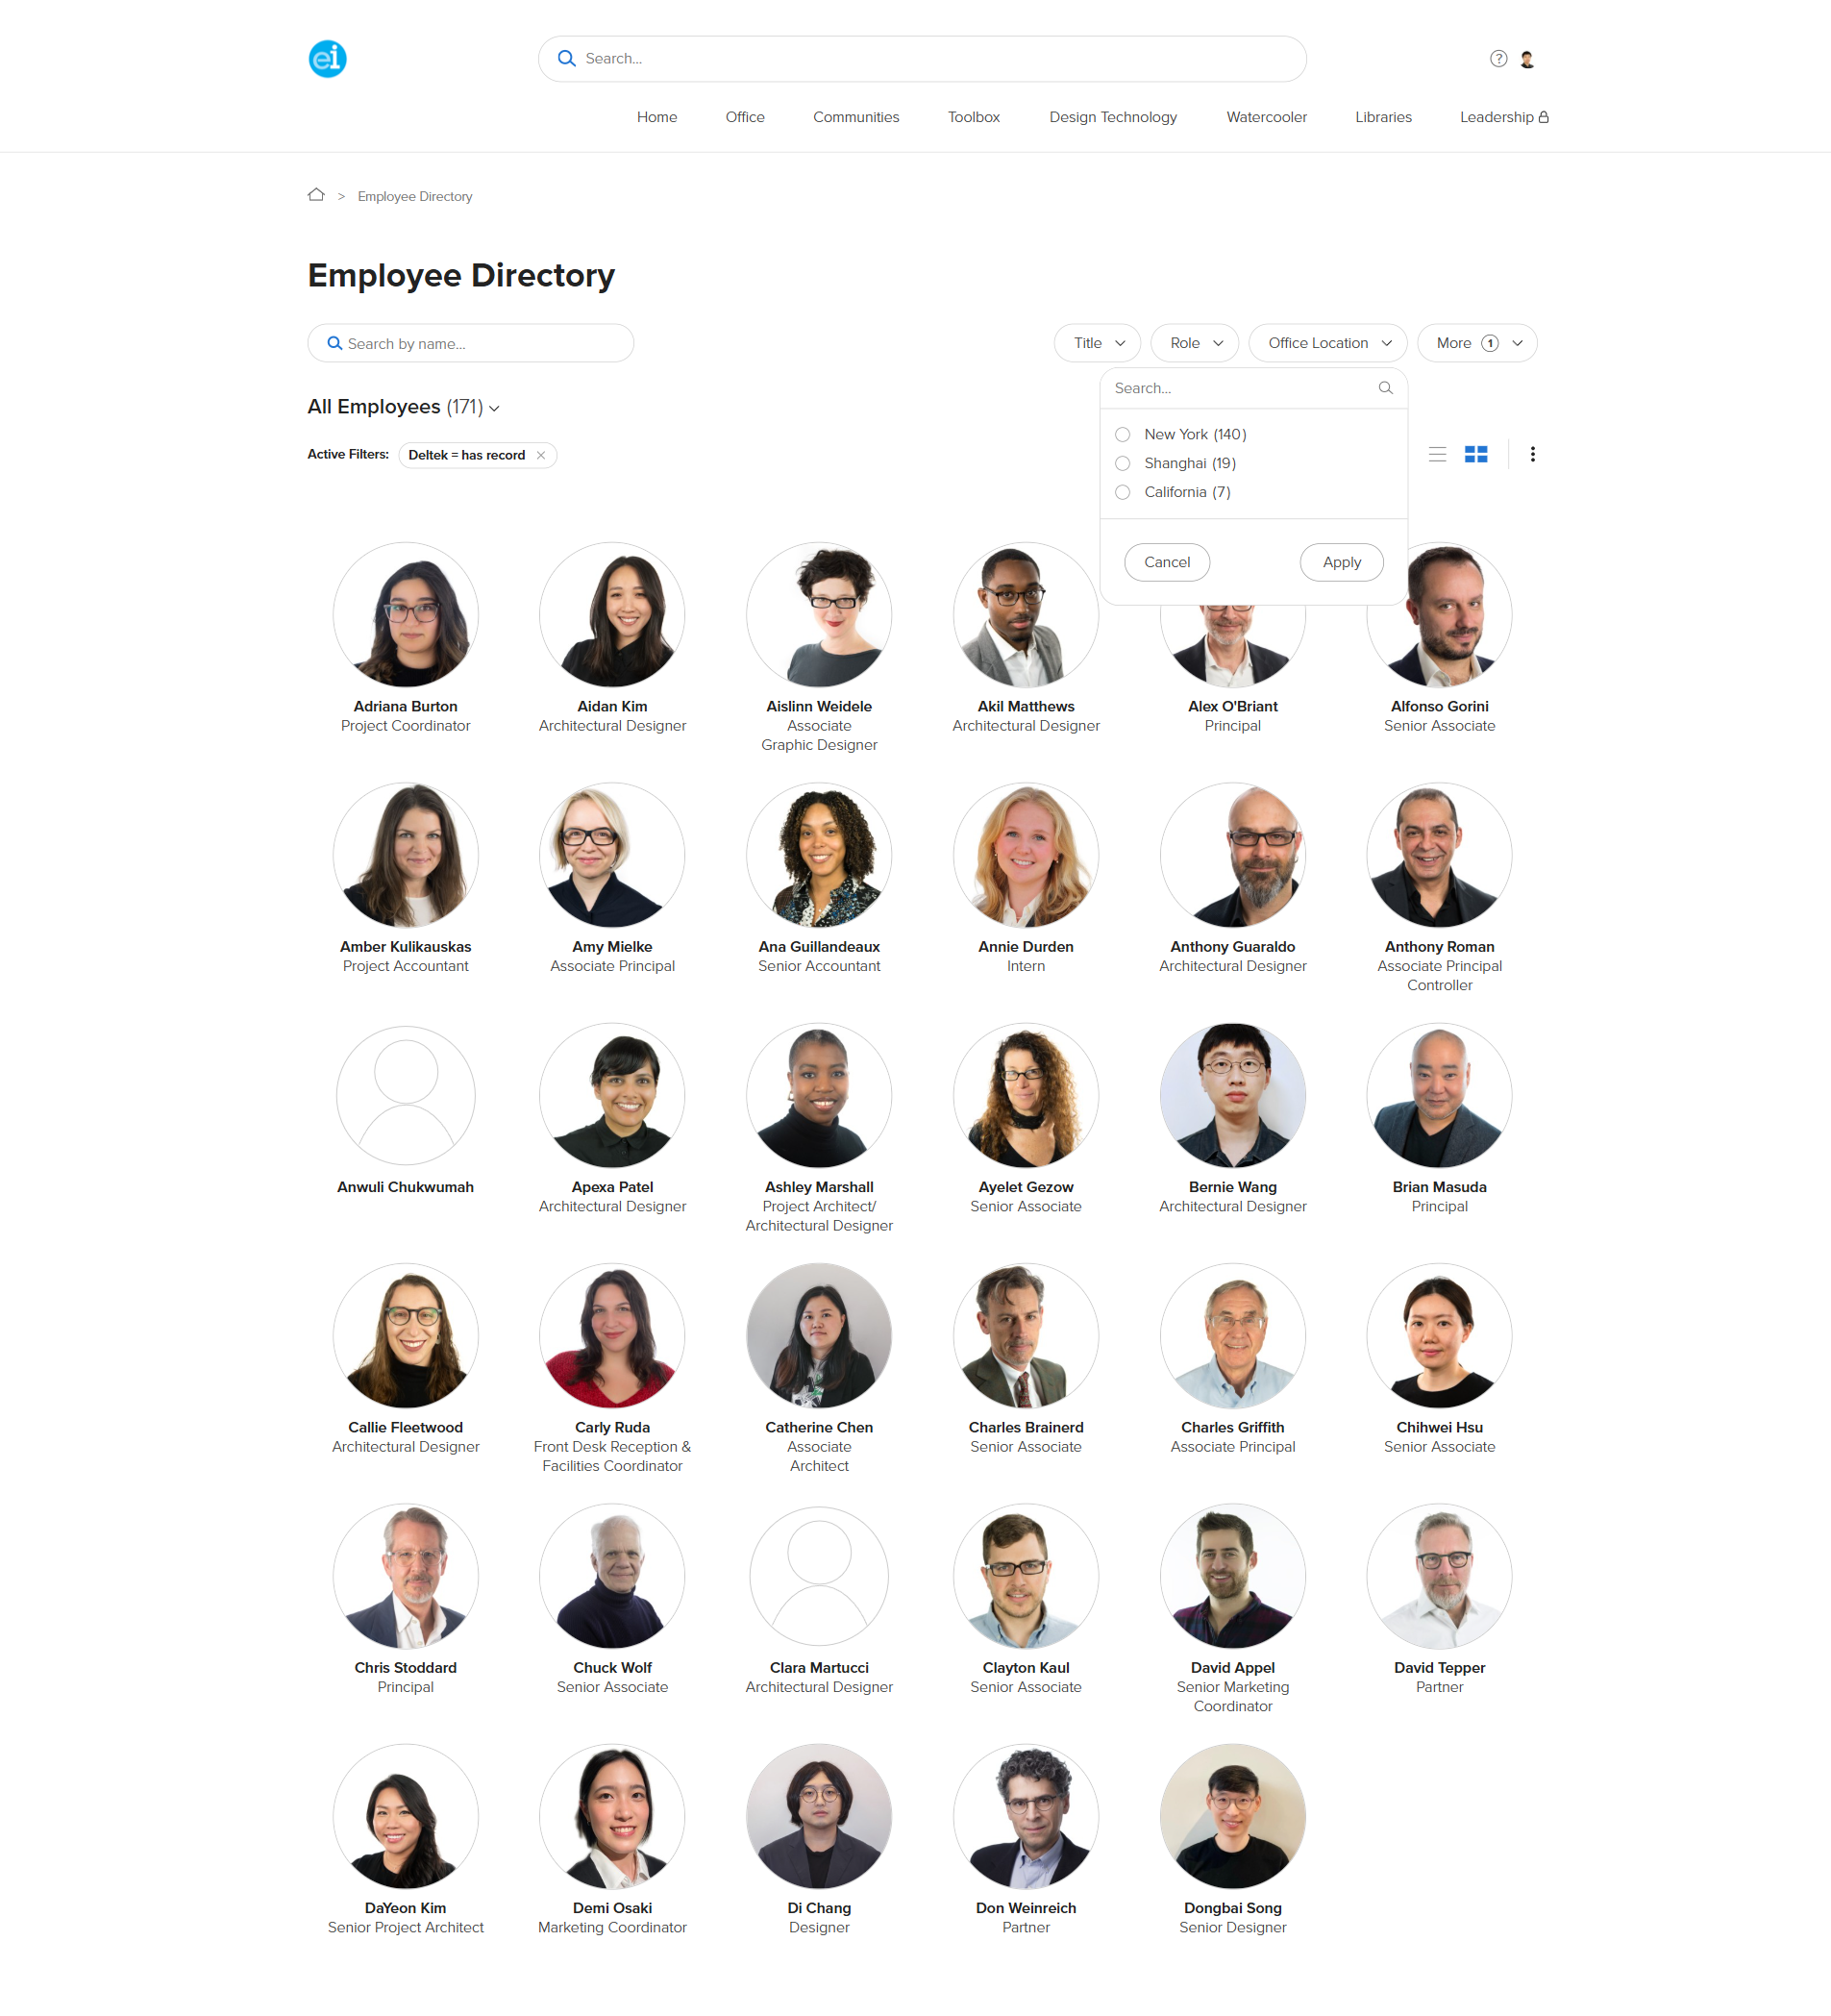 ei
Search...
?
Home Office Communities Toolbox Design Technology Watercooler Libraries Leadership
> Employee Directory
Employee Directory
Search by name...
Title Role Office Location More 1
Search...
All Employees (171)
New York (140)
Active Filters: Deltek = has record ×
Shanghai (19)
California (7)
Cancel Apply
Adriana Burton Aidan Kim Aislinn Weidele Akil Matthews Alex O'Briant Alfonso Gorini
Project Coordinator Architectural Designer Associate Architectural Designer Principal Senior Associate
Graphic Designer
Amber Kulikauskas Amy Mielke Ana Guillandeaux Annie Durden Anthony Guaraldo Anthony Roman
Project Accountant Associate Principal Senior Accountant Intern Architectural Designer Associate Principal
Controller
Anwuli Chukwumah Apexa Patel Ashley Marshall Ayelet Gezow Bernie Wang Brian Masuda
Architectural Designer Project Architect/ Senior Associate Architectural Designer Principal
Architectural Designer
Callie Fleetwood Carly Ruda Catherine Chen Charles Brainerd Charles Griffith Chihwei Hsu
Architectural Designer Front Desk Reception & Associate Senior Associate Associate Principal Senior Associate
Facilities Coordinator Architect
Chris Stoddard Chuck Wolf Clara Martucci Clayton Kaul David Appel David Tepper
Principal Senior Associate Architectural Designer Senior Associate Senior Marketing Partner
Coordinator
DaYeon Kim Demi Osaki Di Chang Don Weinreich Dongbai Song
Senior Project Architect Marketing Coordinator Designer Partner Senior Designer